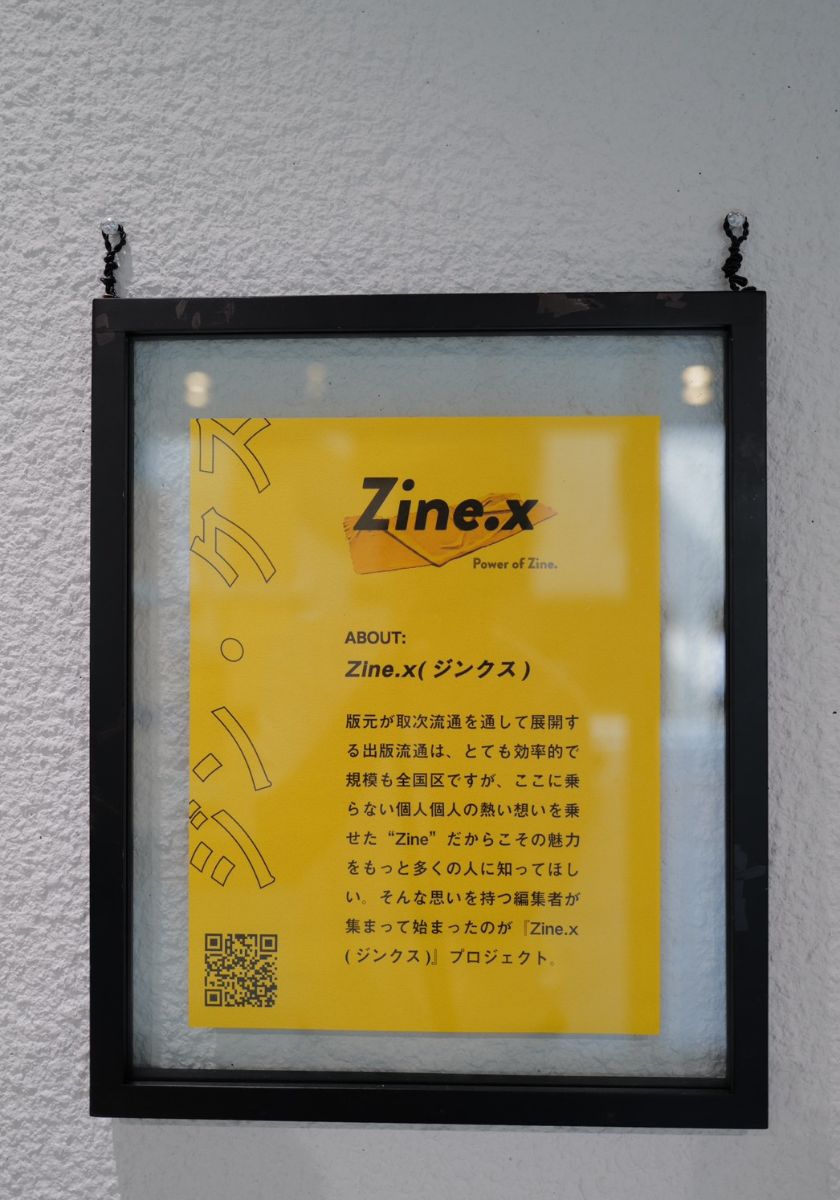 Zine.x
Power of Zine.
ABOUT:
Zine.x(ジンクス)
版元が取次流通を通して展開す
る出版流通は、とても効率的で
規模も全国区ですが、ここに乗
らない個人個人の熱い想いを乗
せた“Zine”だからこその魅力
をもっと多くの人に知ってほし
い。そんな思いを持つ編集者が
集まって始まったのが『Zine.x
(ジンクス)』プロジェクト。
ジン・クス